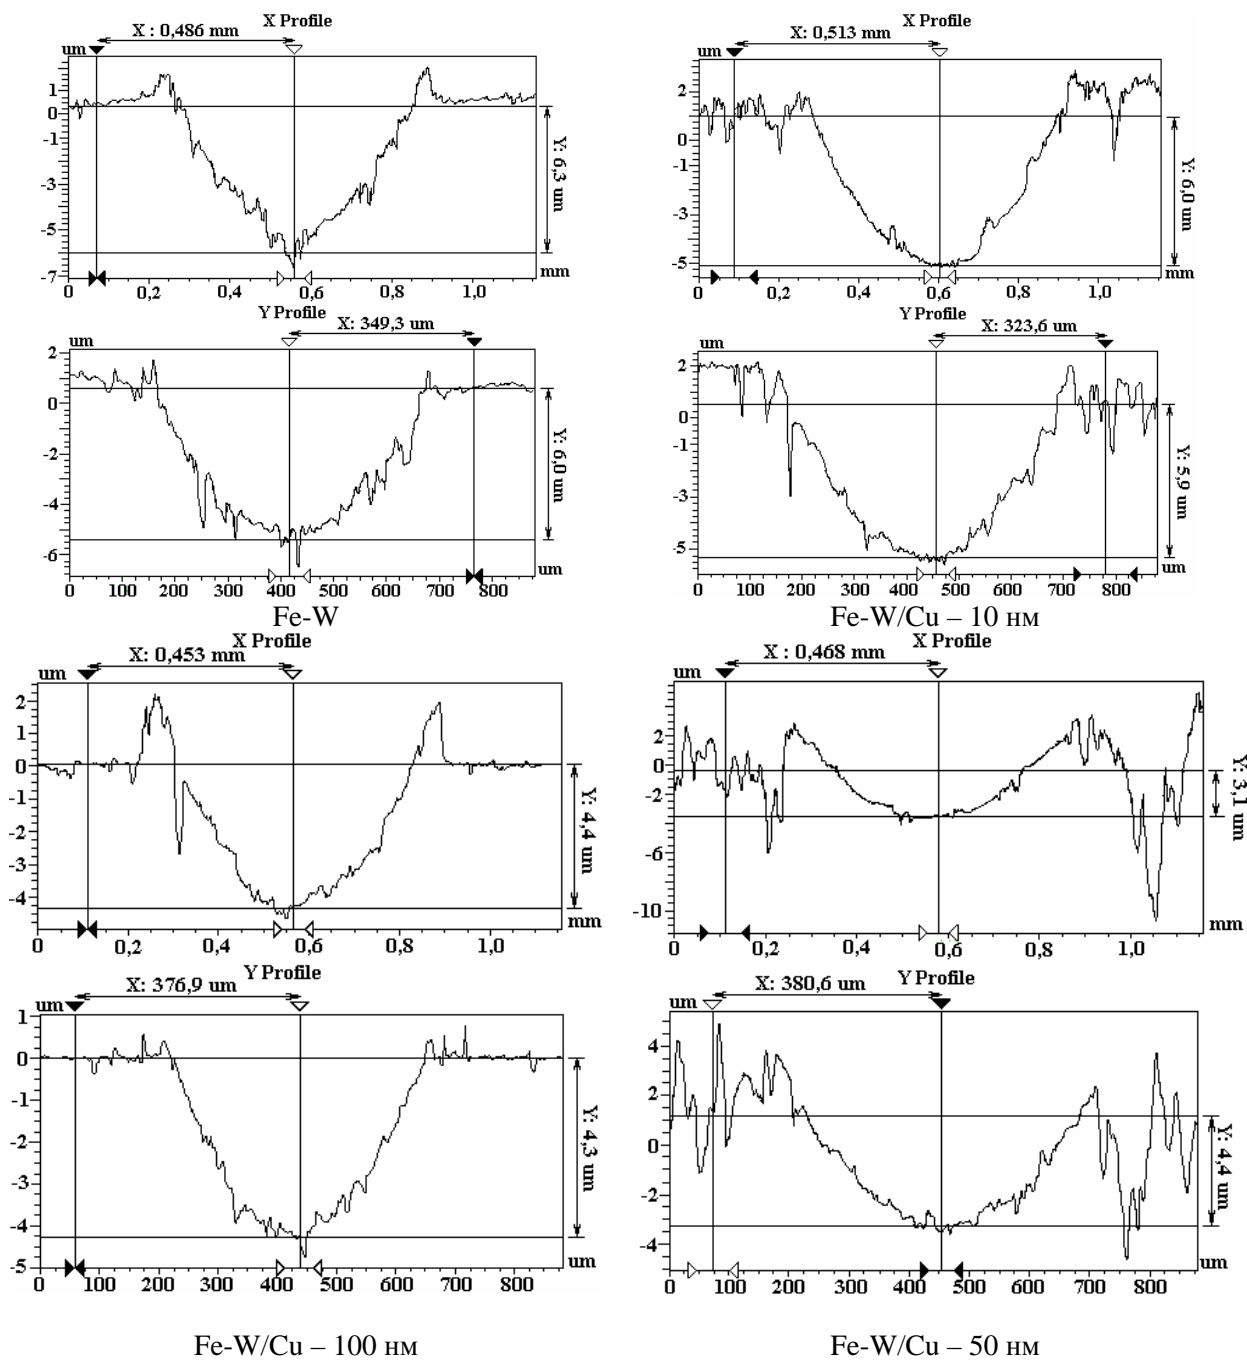 X Profile
X : 0,486 mm
um
1
0
-1
-3
-5
-7
Y: 6,3 um
mm
0
0,2
0,4
0,6
0,8
1,0
Y Profile
X: 349,3 um
um
2
0
-2
-4
-6
Y: 6,0 um
um
0
100
200
300
400
500
600
700
800
Fe-W
X Profile
X: 0,513 mm
um
2
0
-1
-3
-5
Y: 6,0 um
mm
0
0,2
0,4
0,6
0,8
1,0
Y Profile
X: 323,6 um
um
2
0
-1
-3
-5
Y: 5,9 um
um
0
100
200
300
400
500
600
700
800
Fe-W/Cu – 10 нм
X Profile
X: 0,453 mm
um
2
1
0
-1
-2
-3
-4
Y: 4,4 um
mm
0
0,2
0,4
0,6
0,8
1,0
Y Profile
X: 376,9 um
um
1
0
-1
-2
-3
-4
-5
Y: 4,3 um
um
0
100
200
300
400
500
600
700
800
Fe-W/Cu – 100 нм
X Profile
X : 0,468 mm
um
2
0
-2
-6
-10
Y: 3,1 um
mm
0
0,2
0,4
0,6
0,8
1,0
Y Profile
X: 380,6 um
um
4
2
0
-2
-4
Y: 4,4 um
um
0
100
200
300
400
500
600
700
800
Fe-W/Cu – 50 нм